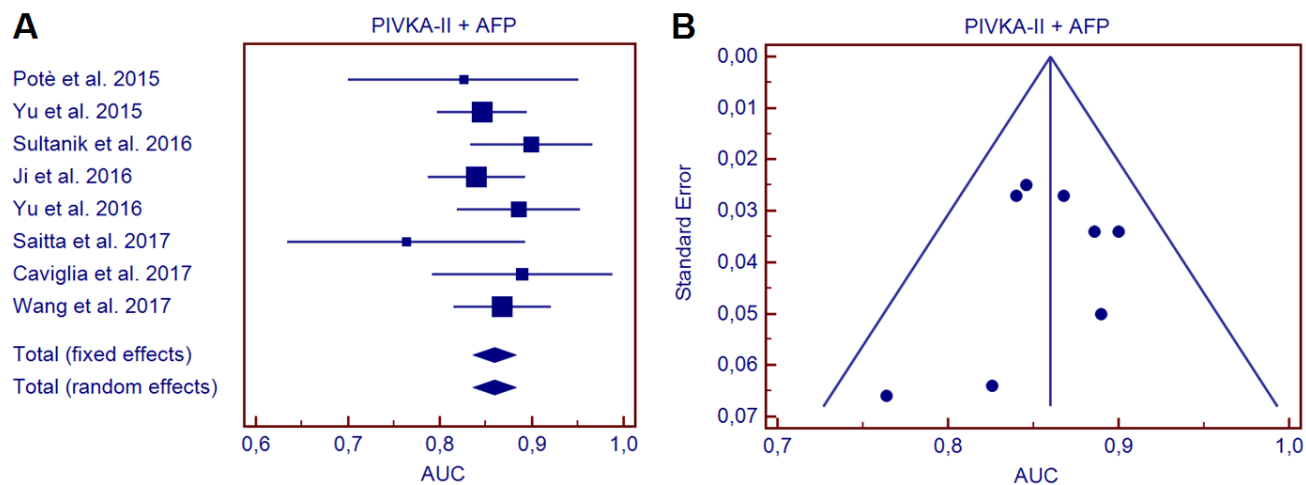 A
PIVKA-II + AFP
Potè et al. 2015
Yu et al. 2015
Sultanik et al. 2016
Ji et al. 2016
Yu et al. 2016
Saitta et al. 2017
Caviglia et al. 2017
Wang et al. 2017
Total (fixed effects)
Total (random effects)
0,6 0,7 0,8 0,9 1,0
AUC
B
PIVKA-II + AFP
Standard Error
0,00
0,01
0,02
0,03
0,04
0,05
0,06
0,07
0,7 0,8 0,9 1,0
AUC